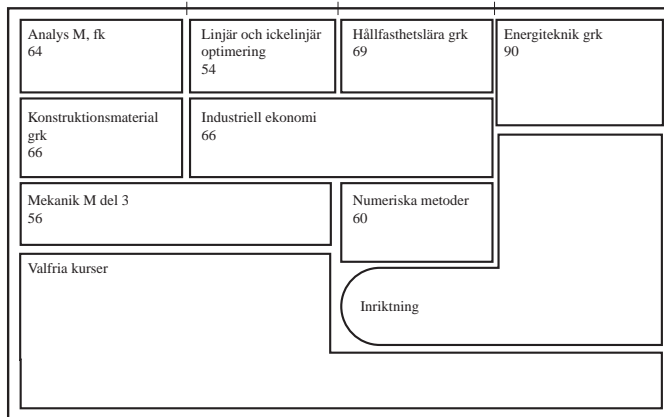 Analys M, fk
64
Linjär och ickelinjär
optimering
54
Hållfasthetslära grk
69
Energiteknik grk
90
Konstruktionsmaterial
grk
66
Industriell ekonomi
66
Mekanik M del 3
56
Numeriska metoder
60
Valfria kurser
Inriktning